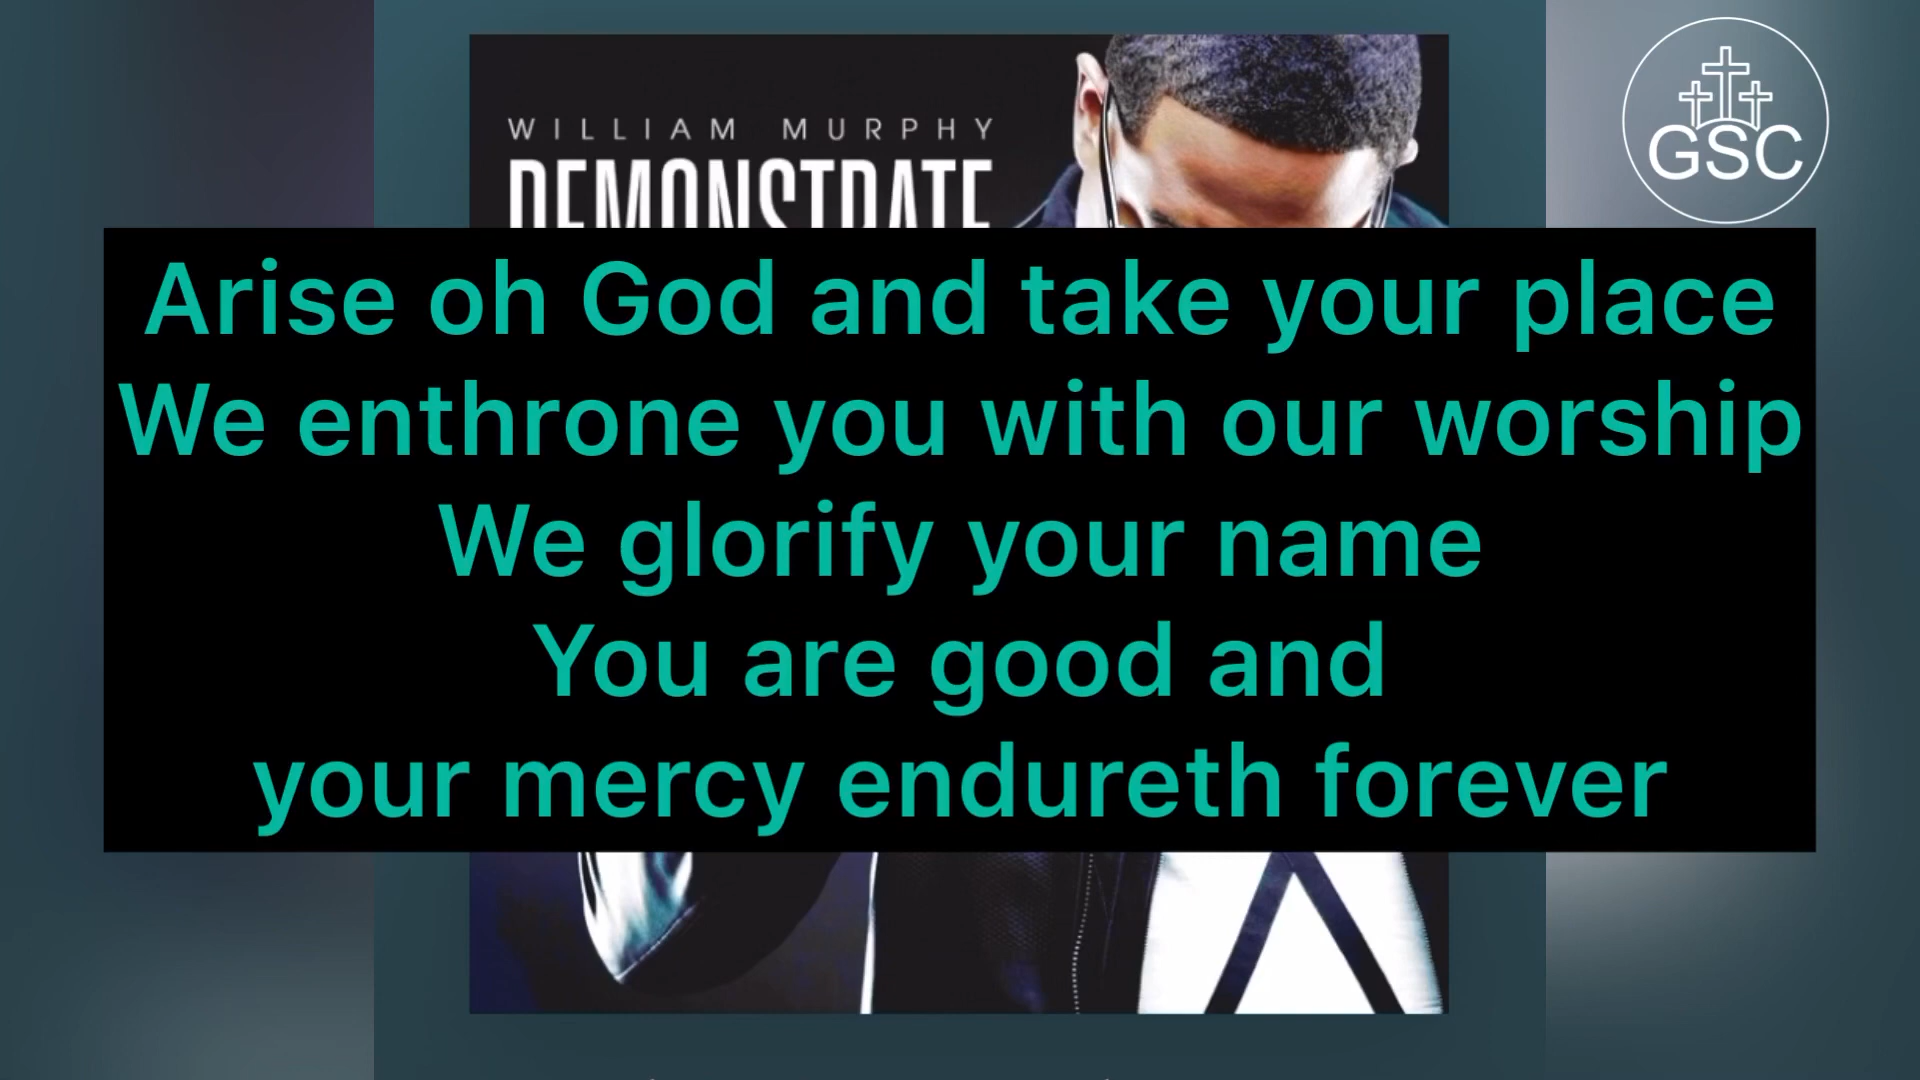 WILLIAM MURPHY
DEMONSTRATE
GSC
Arise oh God and take your place
We enthrone you with our worship
We glorify your name
You are good and
your mercy endureth forever